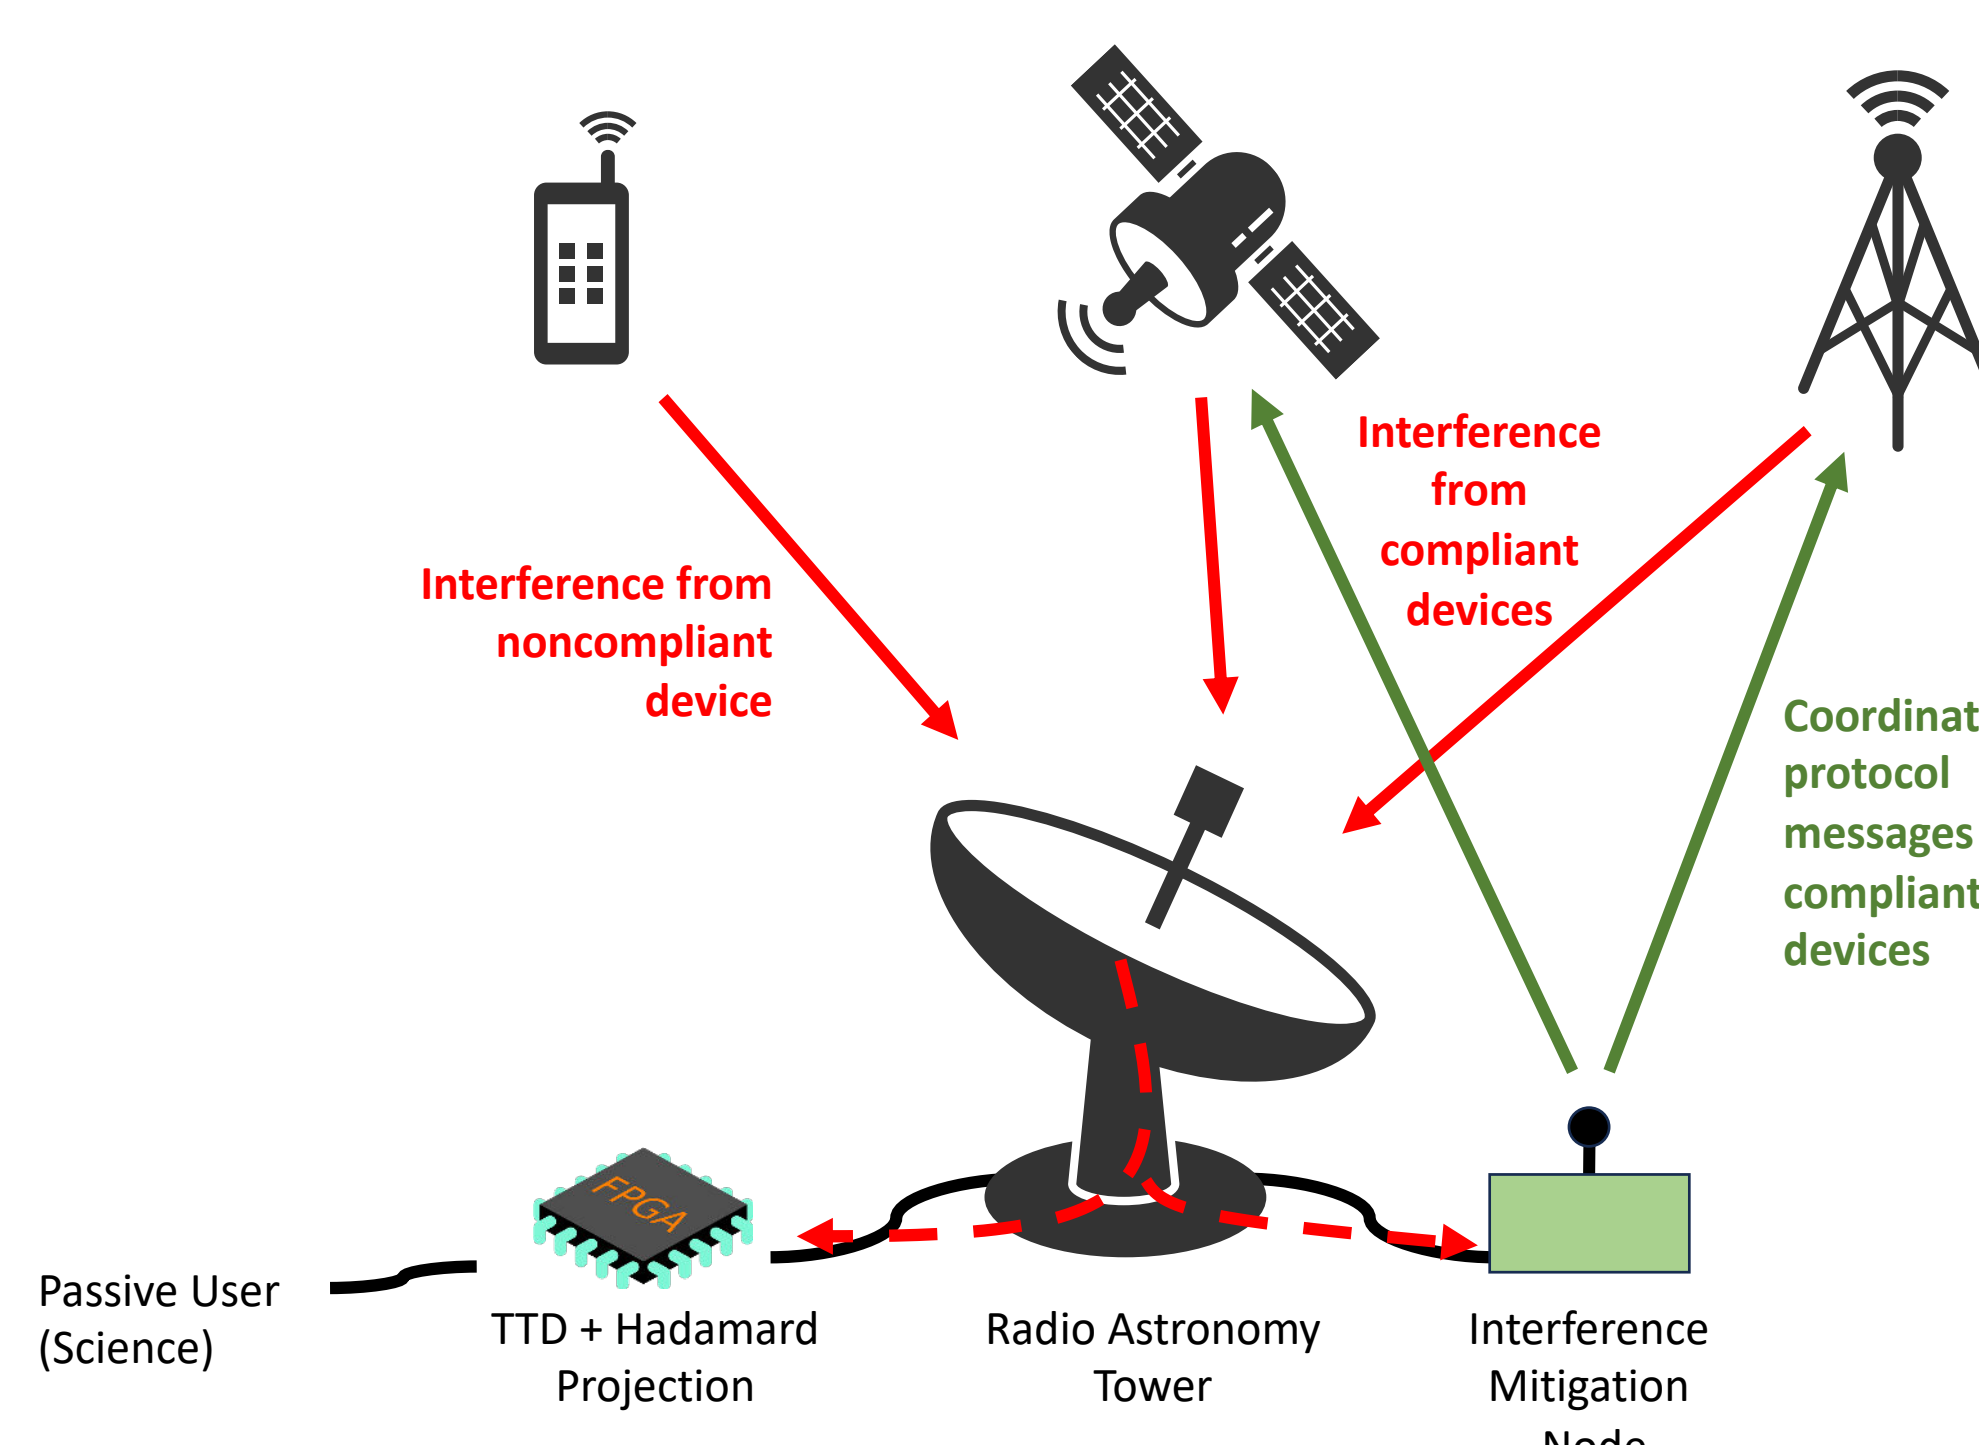 Interference
from
compliant
devices
Interference from
noncompliant
device
Coordinat
protocol
messages
compliant
devices
FPGA
Passive User
(Science)
TTD + Hadamard
Projection
Radio Astronomy
Tower
Interference
Mitigation
Node